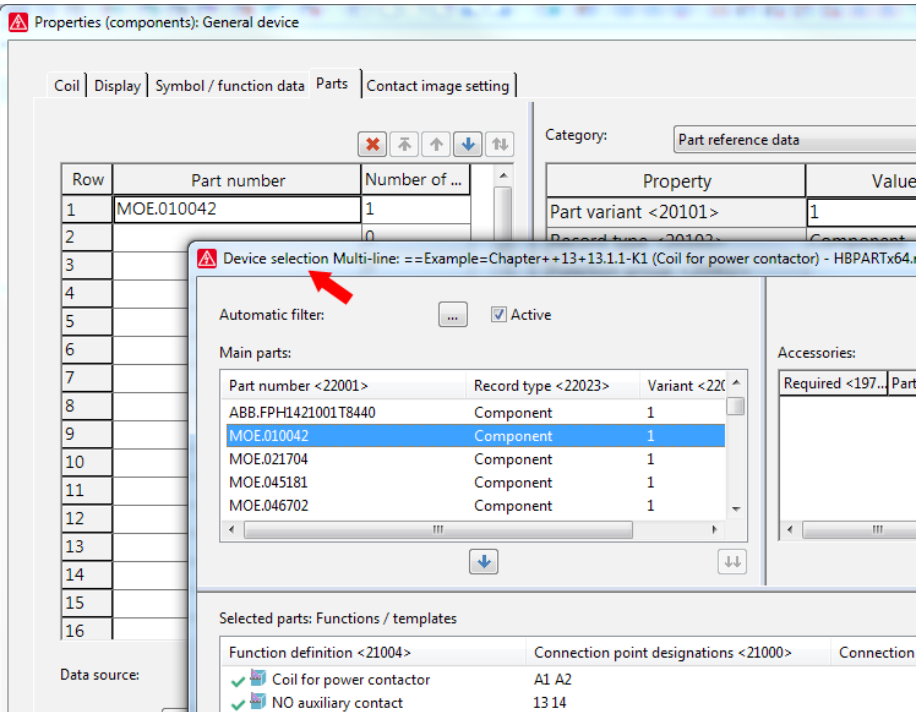 Properties (components): General device
Coil Display Symbol / function data Parts Contact image setting
Category: Part reference data
Row Part number Number of ... Property Value
1 MOE.010042 1 Part variant <20101> 1
2 0 Record type <20102> Component
Device selection Multi-line: ==Example=Chapter++13+13.1.1-K1 (Coil for power contactor) - HBPARTx64.
3
4
Automatic filter: ... Active
5
6 Main parts: Accessories:
7 Part number <22001> Record type <22023> Variant <220 Required <197... Part
8 ABB.FPH1421001T8440 Component 1
9 MOE.010042 Component 1
10 MOE.021704 Component 1
11 MOE.045181 Component 1
12 MOE.046702 Component 1
13
14
15
Selected parts: Functions / templates
16
Function definition <21004> Connection point designations <21000> Connection
Data source:
Coil for power contactor A1 A2
NO auxiliary contact 13 14